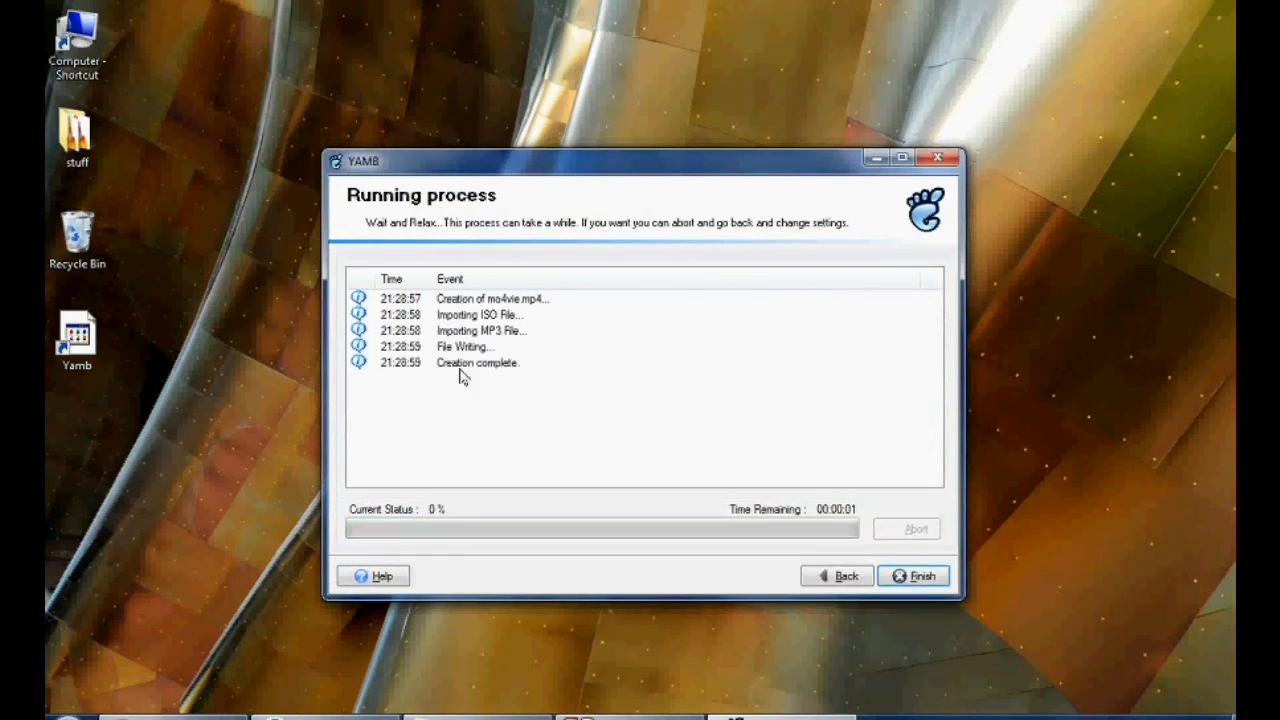 Computer -
Shortcut
stuff
Recycle Bin
Yamb
YAMB
Running process
Wait and Relax...This process can take a while. If you want you can abort and go back and change settings.
Time Event
21:28:57 Creation of mo4vie.mp4...
21:28:58 Importing ISO File...
21:28:58 Importing MP3 File...
21:28:59 File Writing...
21:28:59 Creation complete.
Current Status : 0 % Time Remaining : 00:00:01
Abort
Help Back Finish